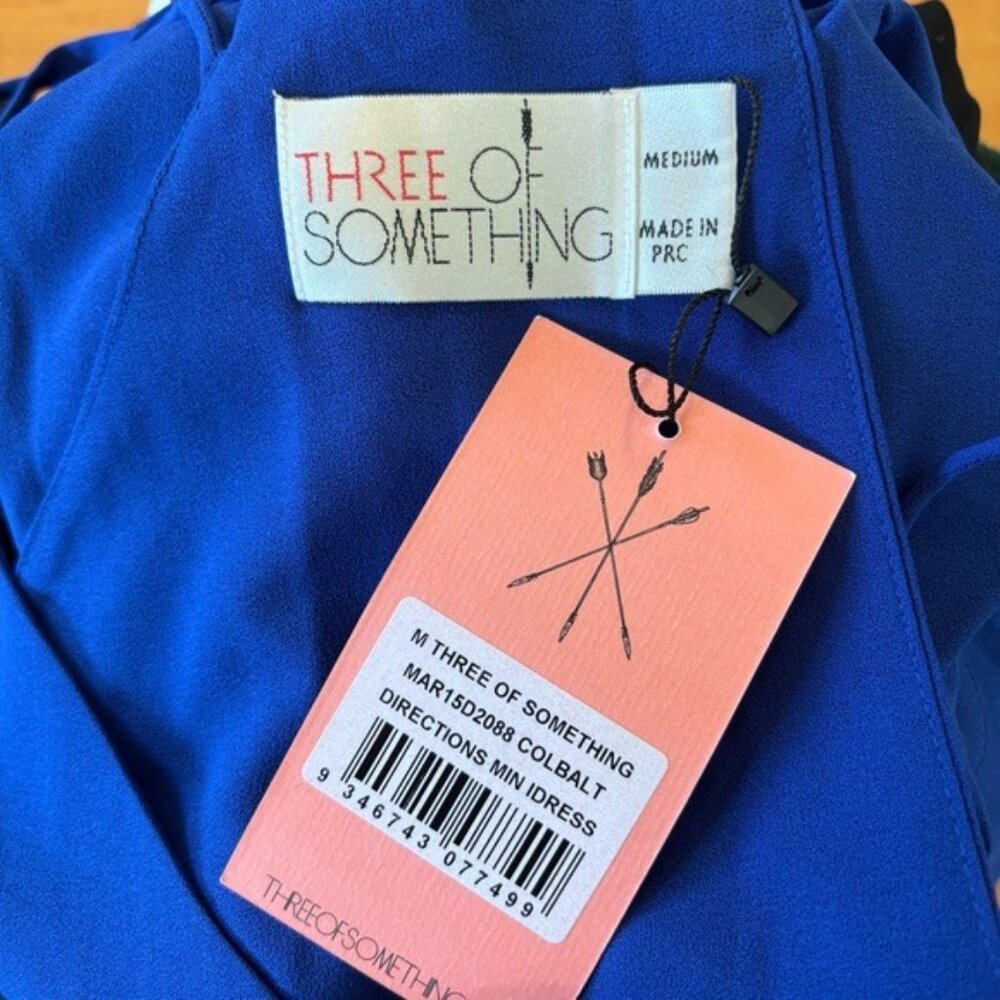 THREE OF
SOMETHING
MEDIUM
MADE IN
PRC
M THREE OF SOMETHING
MAR15D2088 COLBALT
DIRECTIONS MIN IDRESS
9 346743 077499
THREEOFSOMETHING